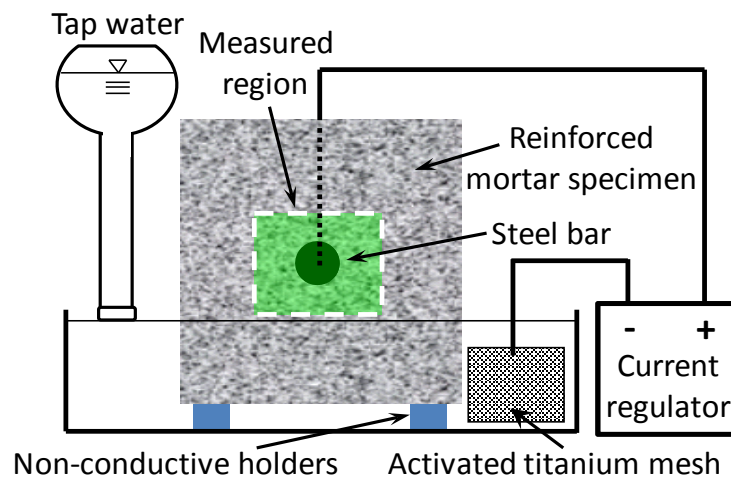 Tap water
Measured
region
Reinforced
mortar specimen
Steel bar
- +
Current
regulator
Non-conductive holders
Activated titanium mesh